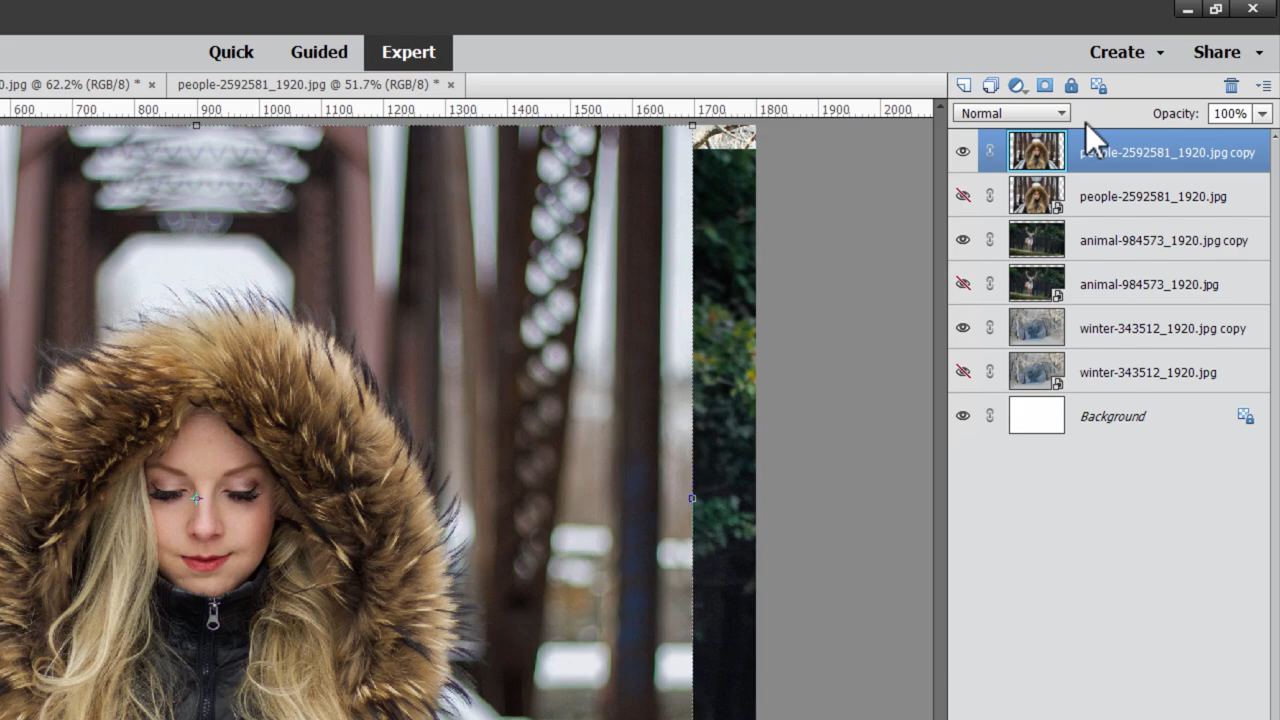 Quick Guided Expert Create Share
0.jpg @ 62.2% (RGB/8) * × people-2592581_1920.jpg @ 51.7% (RGB/8) * ×
600 700 800 900 1000 1100 1200 1300 1400 1500 1600 1700 1800 1900 2000
Normal Opacity: 100%
people-2592581_1920.jpg copy
people-2592581_1920.jpg
animal-984573_1920.jpg copy
animal-984573_1920.jpg
winter-343512_1920.jpg copy
winter-343512_1920.jpg
Background